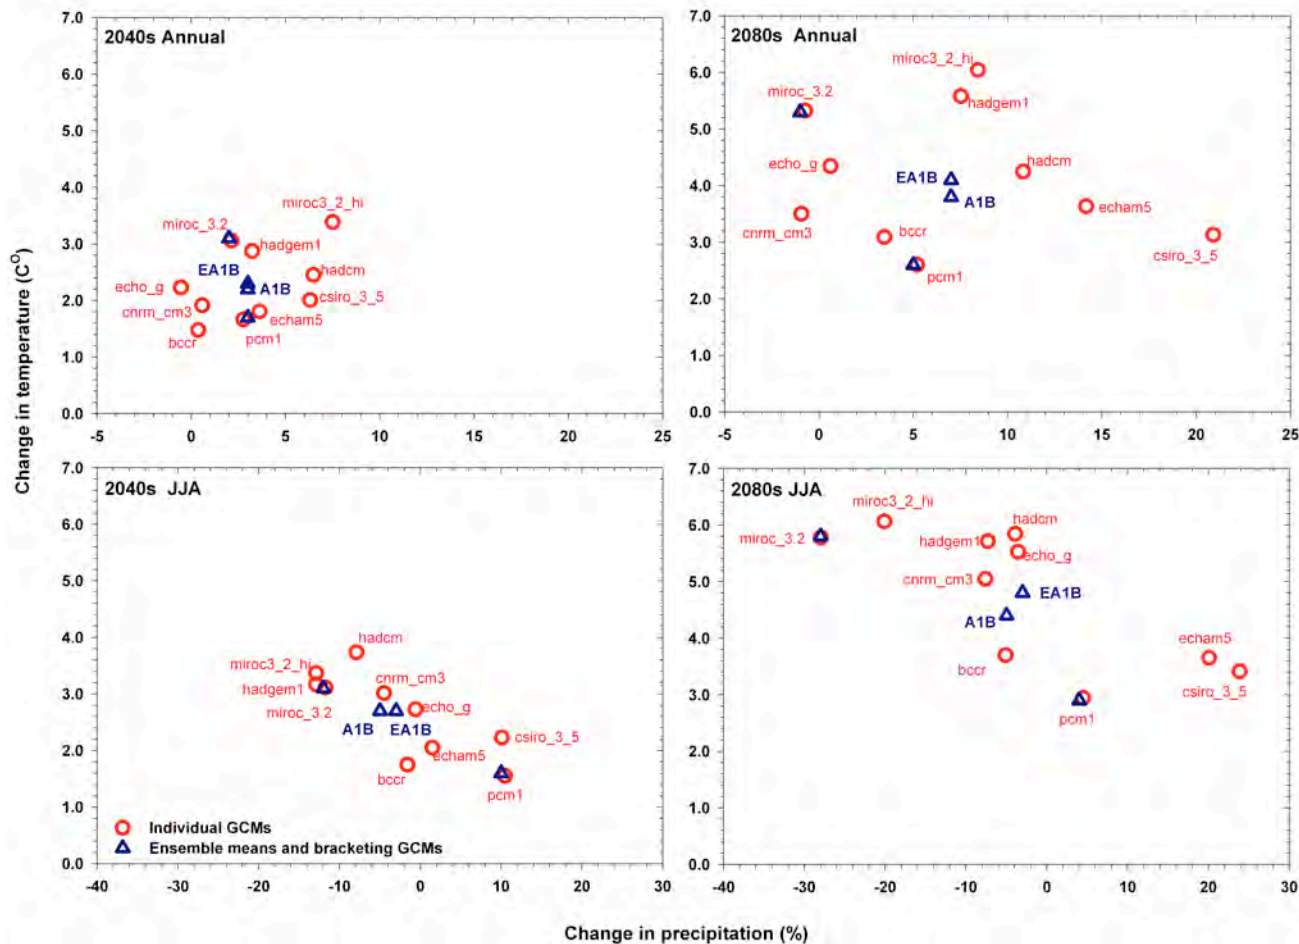 2040s Annual
7.0
6.0
5.0
4.0
3.0
2.0
1.0
0.0
-5
0
5
10
15
20
25
miroc3_2_hi
miroc_3.2
hadgem1
EA1B
hadcm
echo_g
A1B
csiro_3_5
cnrm_cm3
echam5
bccr
pcm1
2080s Annual
7.0
6.0
5.0
4.0
3.0
2.0
1.0
0.0
-5
0
5
10
15
20
25
miroc3_2_hi
miroc_3.2
hadgem1
echo_g
hadcm
EA1B
A1B
echam5
cnrm_cm3
bccr
csiro_3_5
pcm1
Change in temperature (C°)
2040s JJA
7.0
6.0
5.0
4.0
3.0
2.0
1.0
0.0
-40
-30
-20
-10
0
10
20
30
hadcm
miroc3_2_hi
cnrm_cm3
hadgem1
miroc_3.2
echo_g
A1B
EA1B
csiro_3_5
echam5
bccr
pcm1
Individual GCMs
Ensemble means and bracketing GCMs
2080s JJA
7.0
6.0
5.0
4.0
3.0
2.0
1.0
0.0
-40
-30
-20
-10
0
10
20
30
miroc3_2_hi
hadcm
miroc_3.2
hadgem1
echo_g
cnrm_cm3
EA1B
A1B
echam5
bccr
csiro_3_5
pcm1
Change in precipitation (%)